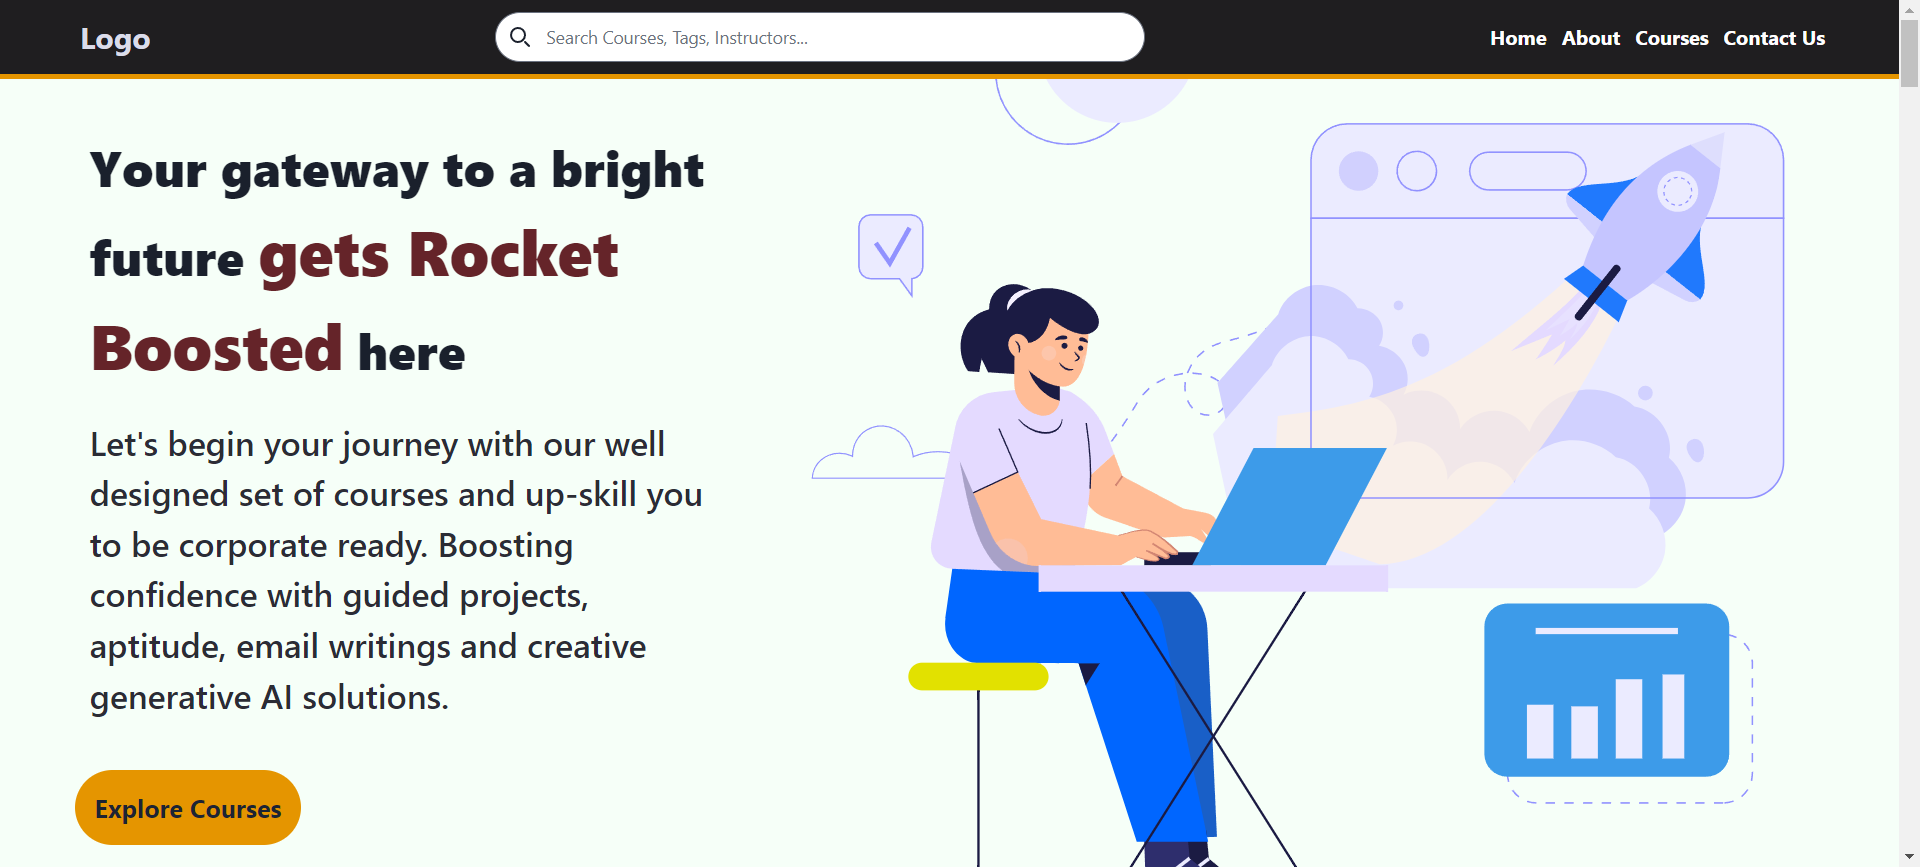 Logo
Search Courses, Tags, Instructors...
Home About Courses Contact Us
Your gateway to a bright
future gets Rocket
Boosted here
Let's begin your journey with our well
designed set of courses and up-skill you
to be corporate ready. Boosting
confidence with guided projects,
aptitude, email writings and creative
generative AI solutions.
Explore Courses